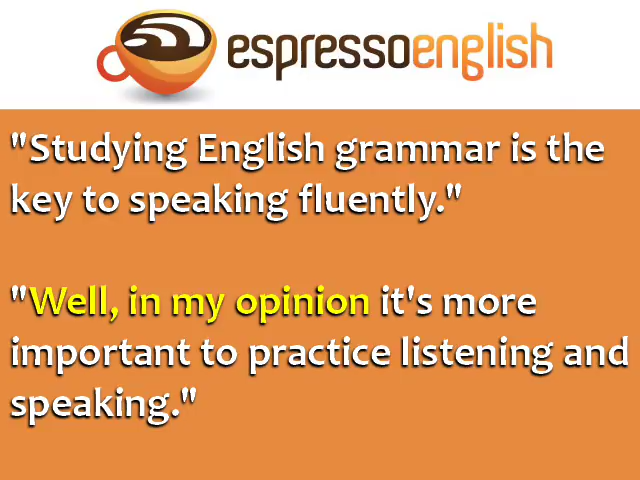 espressoenglish
"Studying English grammar is the
key to speaking fluently."
"Well, in my opinion it's more
important to practice listening and
speaking."